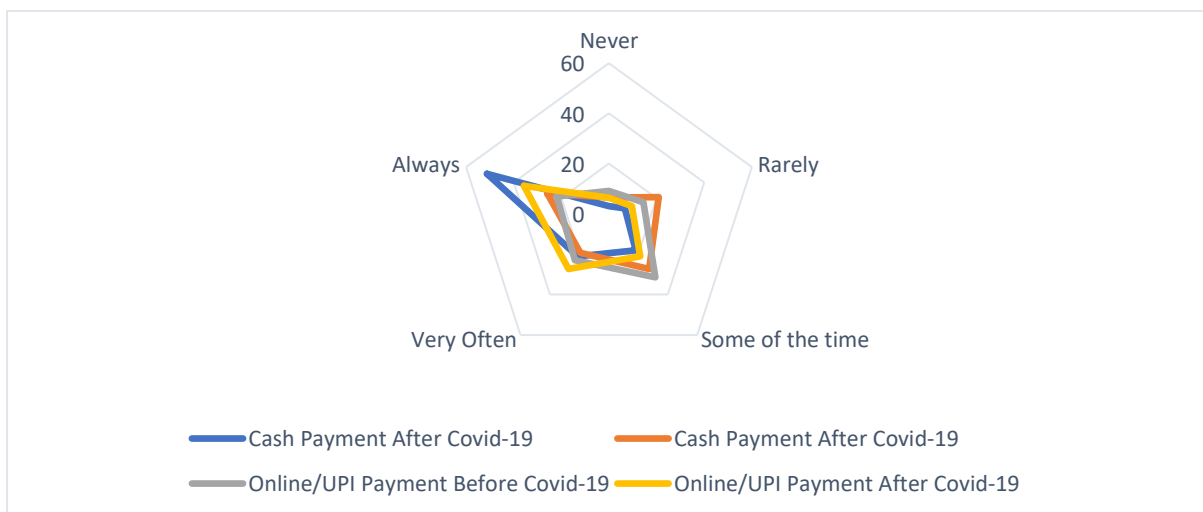 Never
60
40
20
0
Always
Rarely
Very Often
Some of the time
Cash Payment After Covid-19
Cash Payment After Covid-19
Online/UPI Payment Before Covid-19
Online/UPI Payment After Covid-19